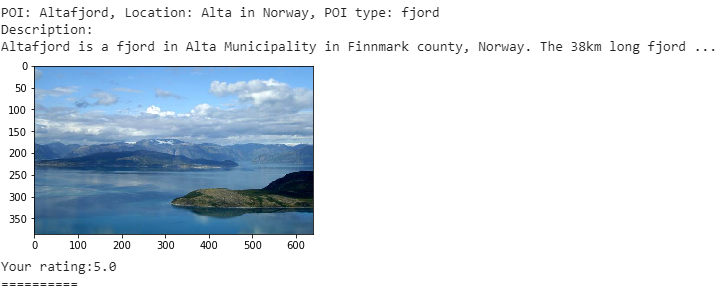 POI: Altafjord, Location: Alta in Norway, POI type: fjord
Description:
Altafjord is a fjord in Alta Municipality in Finnmark county, Norway. The 38km long fjord ...
0
50
100
150
200
250
300
350
0 100 200 300 400 500 600
Your rating:5.0
==========